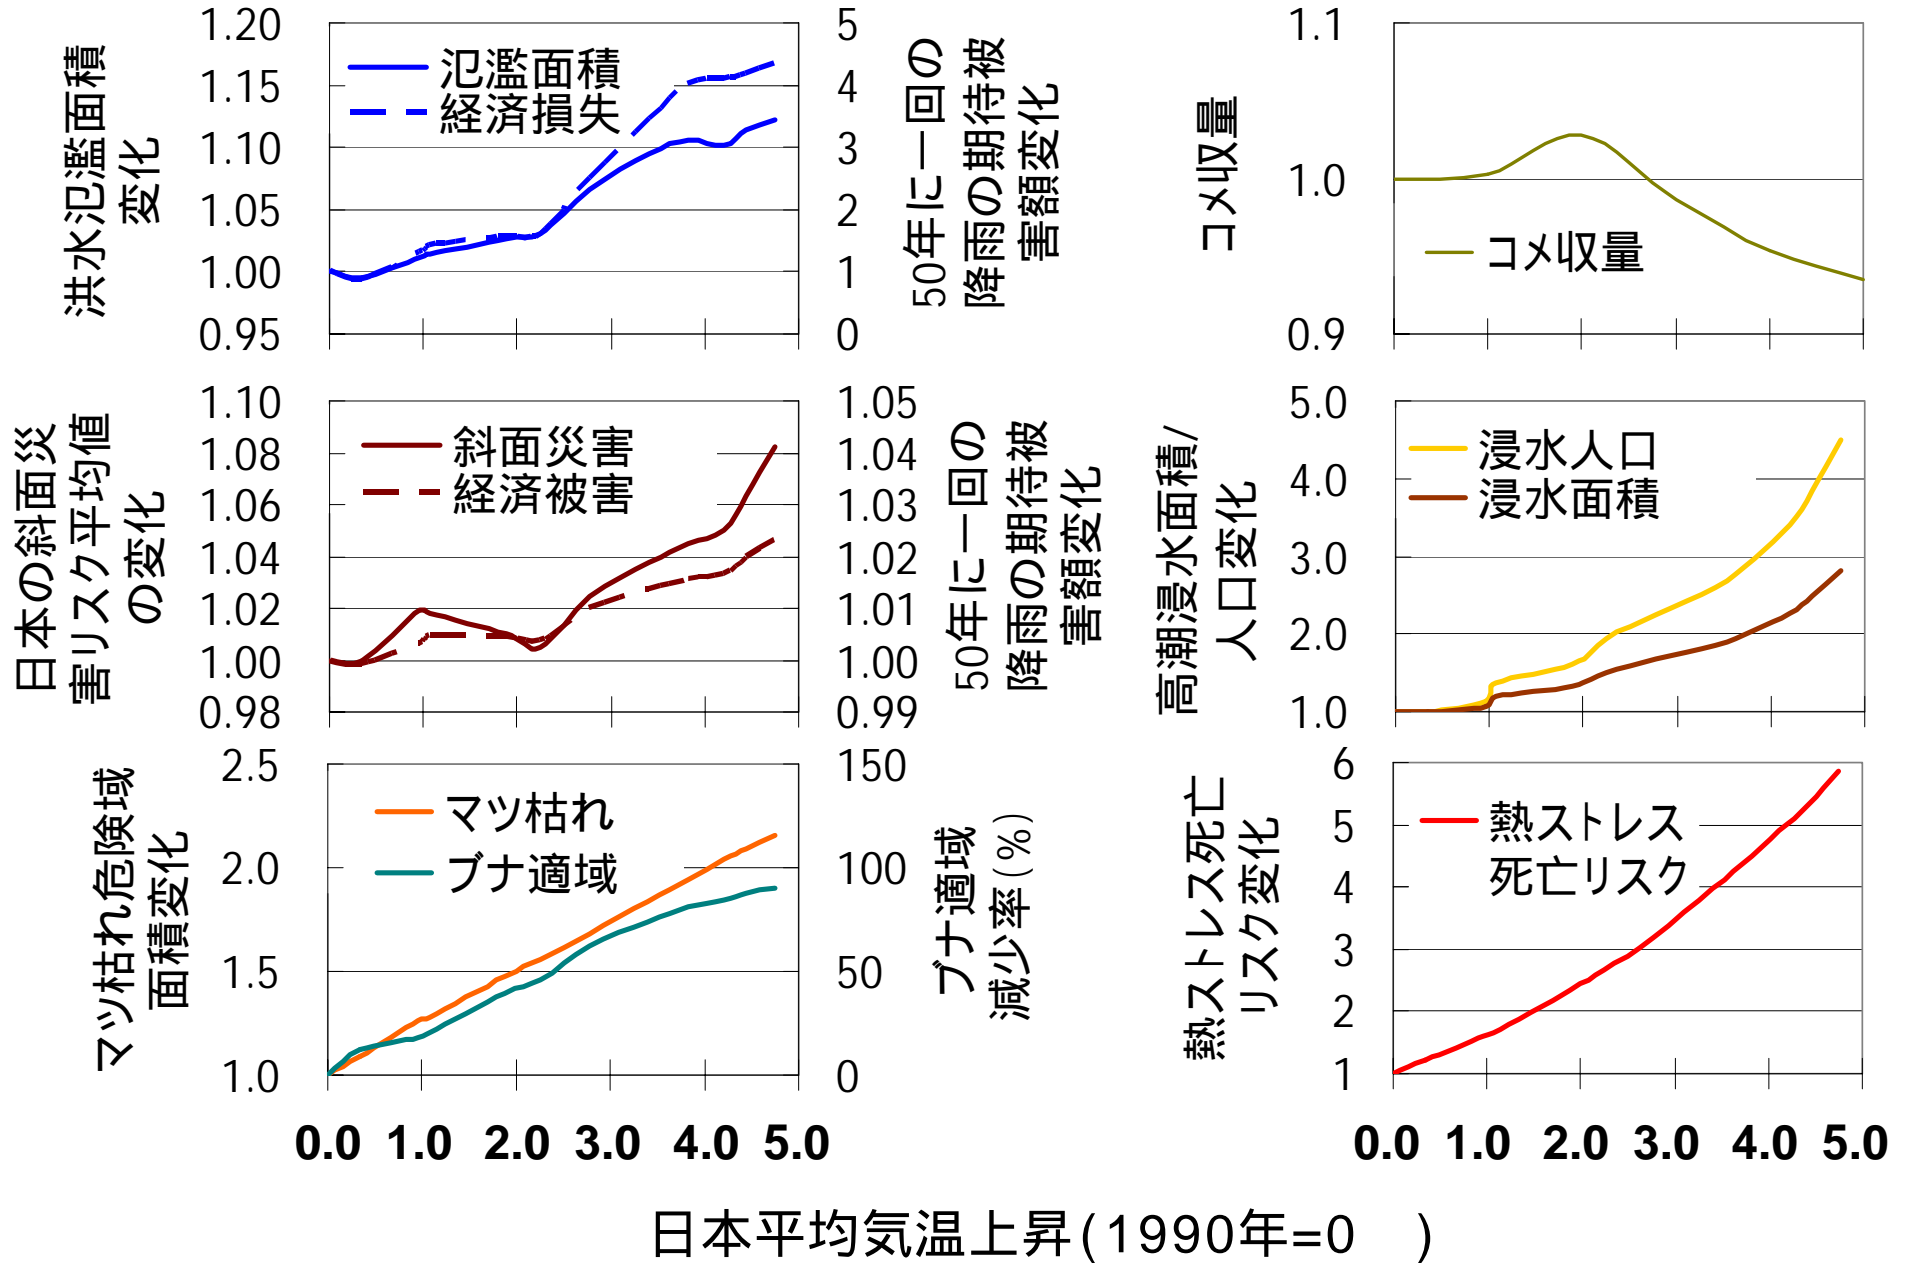 洪水氾濫面積
変化
1.20
1.15
1.10
1.05
1.00
0.95
氾濫面積
経済損失
5
4
3
2
1
0
50年に一回の
降雨の期待被
害額変化
コメ収量
1.1
1.0
0.9
コメ収量
日本の斜面災
害リスク平均値
の変化
1.10
1.08
1.06
1.04
1.02
1.00
0.98
斜面災害
経済被害
1.05
1.04
1.03
1.02
1.01
1.00
0.99
50年に一回の
降雨の期待被
害額変化
高潮浸水面積/
人口変化
5.0
4.0
3.0
2.0
1.0
浸水人口
浸水面積
マツ枯れ危険域
面積変化
2.5
2.0
1.5
1.0
マツ枯れ
ブナ適域
150
100
50
0
ブナ適域
減少率(%)
熱ストレス死亡
リスク変化
6
5
4
3
2
1
熱ストレス
死亡リスク
0.0 1.0 2.0 3.0 4.0 5.0
0.0 1.0 2.0 3.0 4.0 5.0
日本平均気温上昇(1990年=0 )